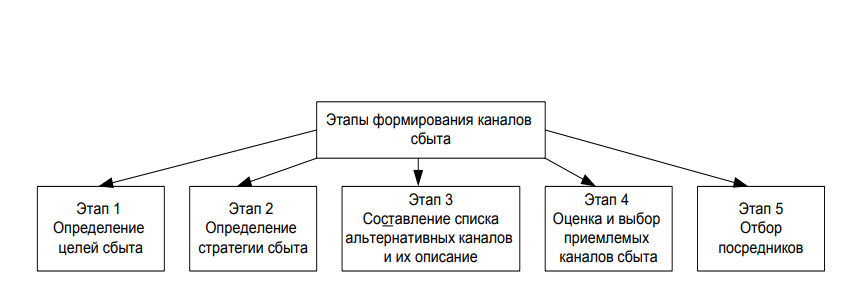 Этапы формирования каналов
сбыта
Этап 1
Определение
целей сбыта
Этап 2
Определение
стратегии сбыта
Этап 3
Составление списка
альтернативных каналов
и их описание
Этап 4
Оценка и выбор
приемлемых
каналов сбыта
Этап 5
Отбор
посредников